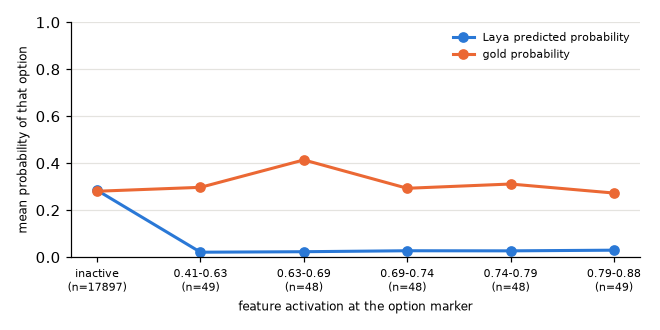 1.0
0.8
0.6
0.4
0.2
0.0
mean probability of that option
Laya predicted probability
gold probability
inactive
(n=17897)
0.41-0.63
(n=49)
0.63-0.69
(n=48)
0.69-0.74
(n=48)
0.74-0.79
(n=48)
0.79-0.88
(n=49)
feature activation at the option marker